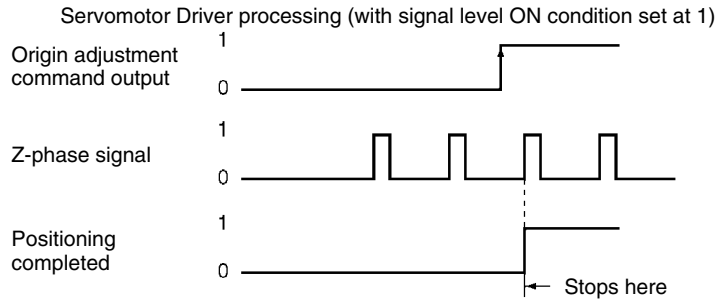 Servomotor Driver processing (with signal level ON condition set at 1)
Origin adjustment
command output
1
0
Z-phase signal
1
0
Positioning
completed
1
0
Stops here